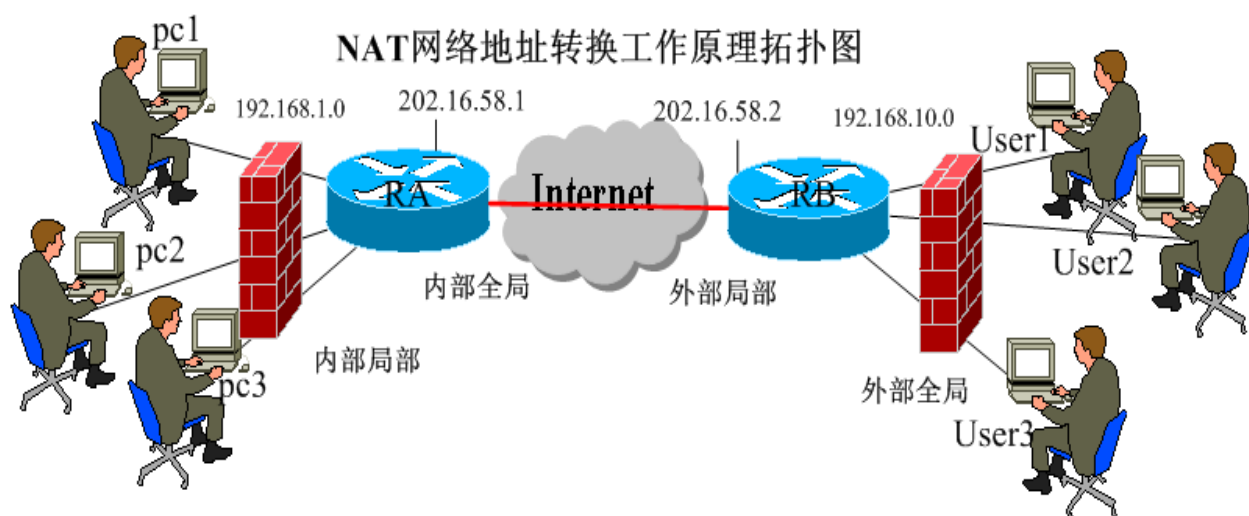 NAT网络地址转换工作原理拓扑图
pc1
192.168.1.0
202.16.58.1
202.16.58.2
192.168.10.0
User1
RA
Internet
RB
pc2
User2
内部全局
外部局部
pc3
内部局部
外部全局
User3